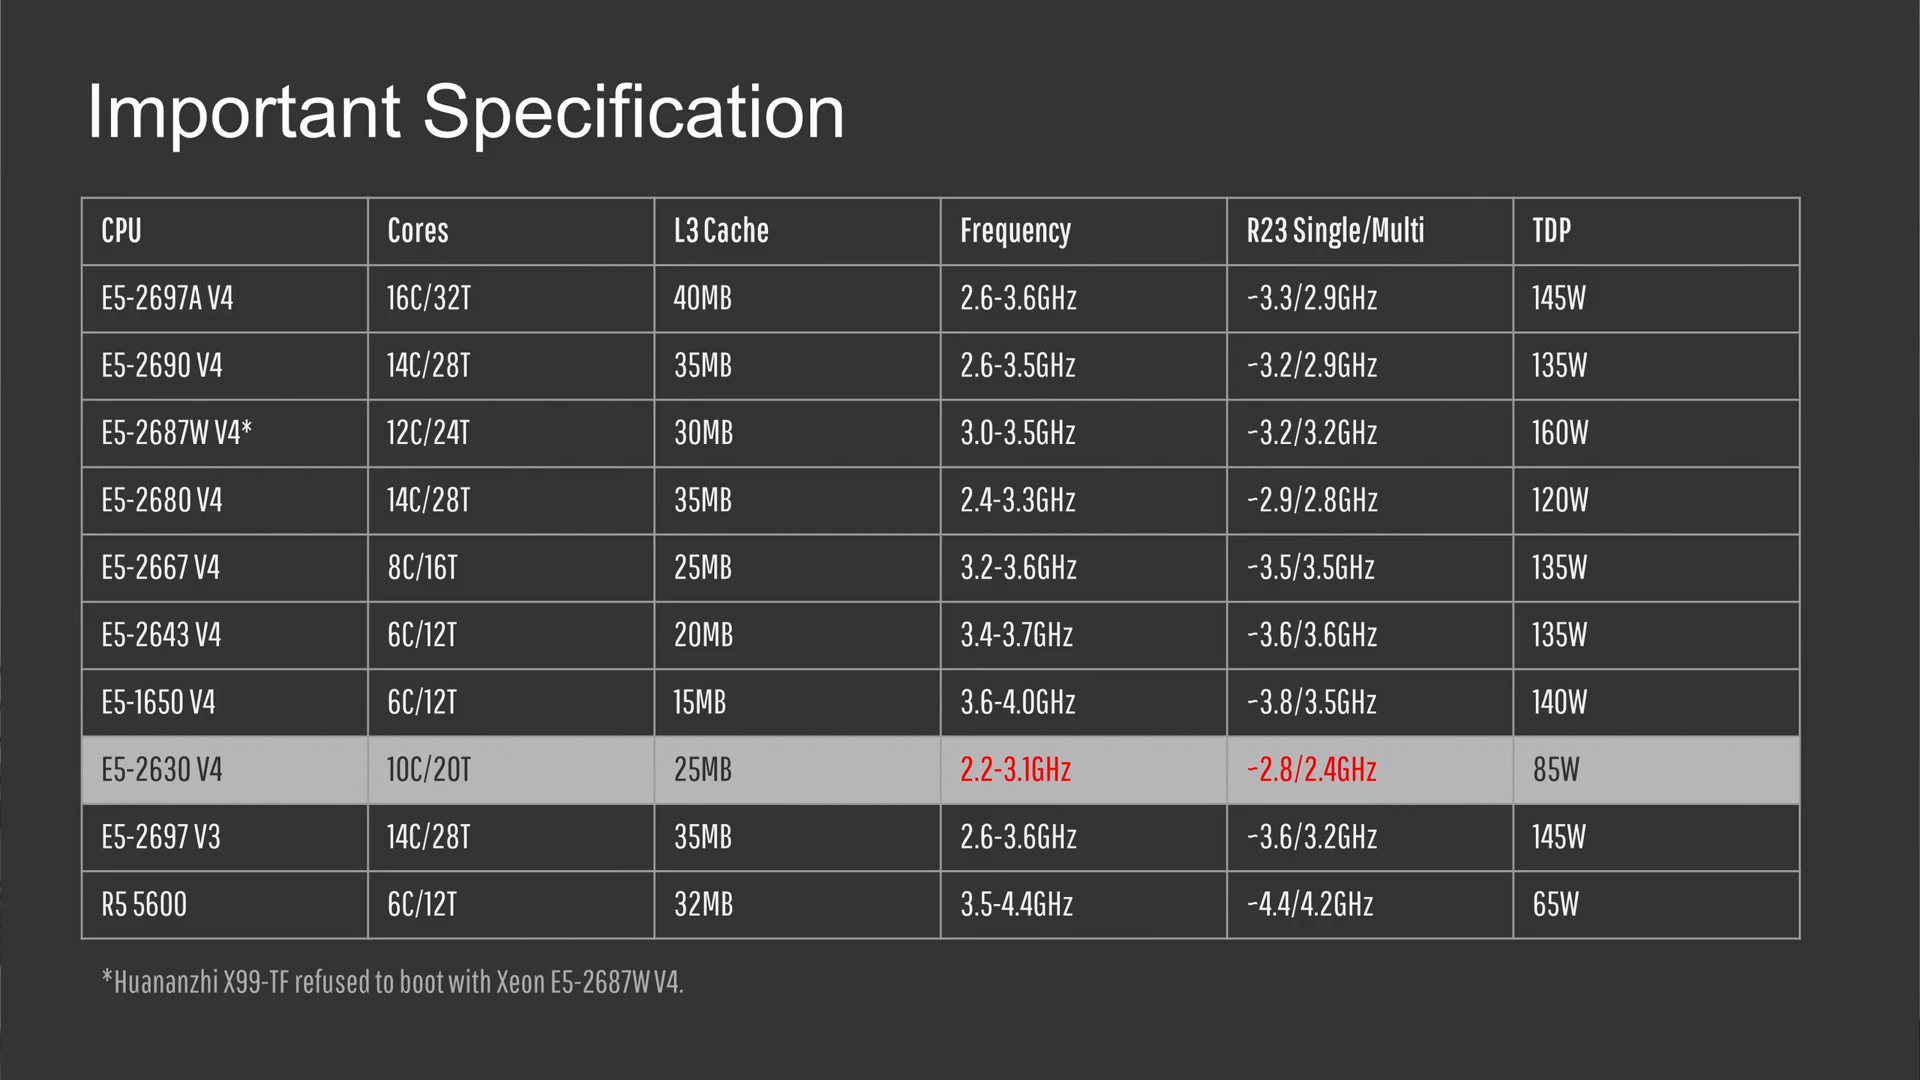 Important Specification
CPU Cores L3 Cache Frequency R23 Single/Multi TDP
E5-2697A V4 16C/32T 40MB 2.6-3.6GHz ~3.3/2.9GHz 145W
E5-2690 V4 14C/28T 35MB 2.6-3.5GHz ~3.2/2.9GHz 135W
E5-2687W V4* 12C/24T 30MB 3.0-3.5GHz ~3.2/3.2GHz 160W
E5-2680 V4 14C/28T 35MB 2.4-3.3GHz ~2.9/2.8GHz 120W
E5-2667 V4 8C/16T 25MB 3.2-3.6GHz ~3.5/3.5GHz 135W
E5-2643 V4 6C/12T 20MB 3.4-3.7GHz ~3.6/3.6GHz 135W
E5-1650 V4 6C/12T 15MB 3.6-4.0GHz ~3.8/3.5GHz 140W
E5-2630 V4 10C/20T 25MB 2.2-3.1GHz ~2.8/2.4GHz 85W
E5-2697 V3 14C/28T 35MB 2.6-3.6GHz ~3.6/3.2GHz 145W
R5 5600 6C/12T 32MB 3.5-4.4GHz ~4.4/4.2GHz 65W
*Huananzhi X99-TF refused to boot with Xeon E5-2687W V4.